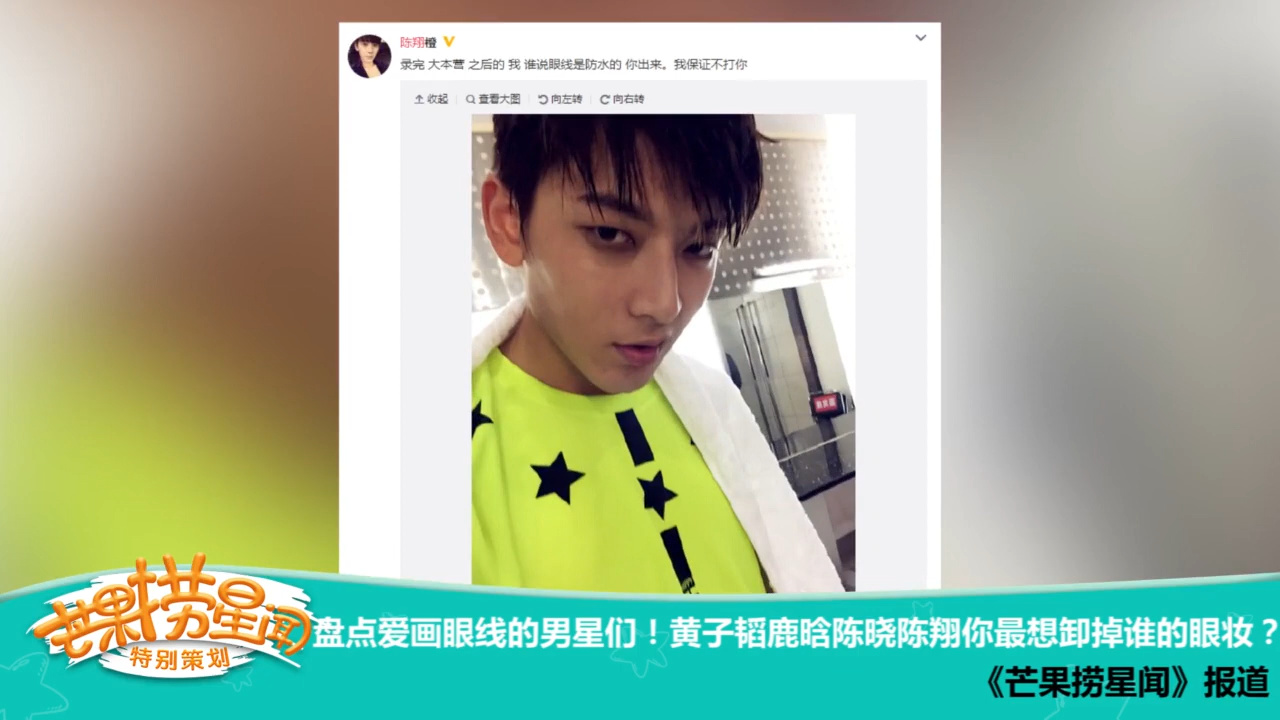 陈翔橙
录完 大本营 之后的 我 谁说眼线是防水的 你出来。我保证不打你
收起 查看大图 向左转 向右转
芒果捞星闻
特别策划
盘点爱画眼线的男星们！黄子韬鹿晗陈晓陈翔你最想卸掉谁的眼妆？
《芒果捞星闻》报道